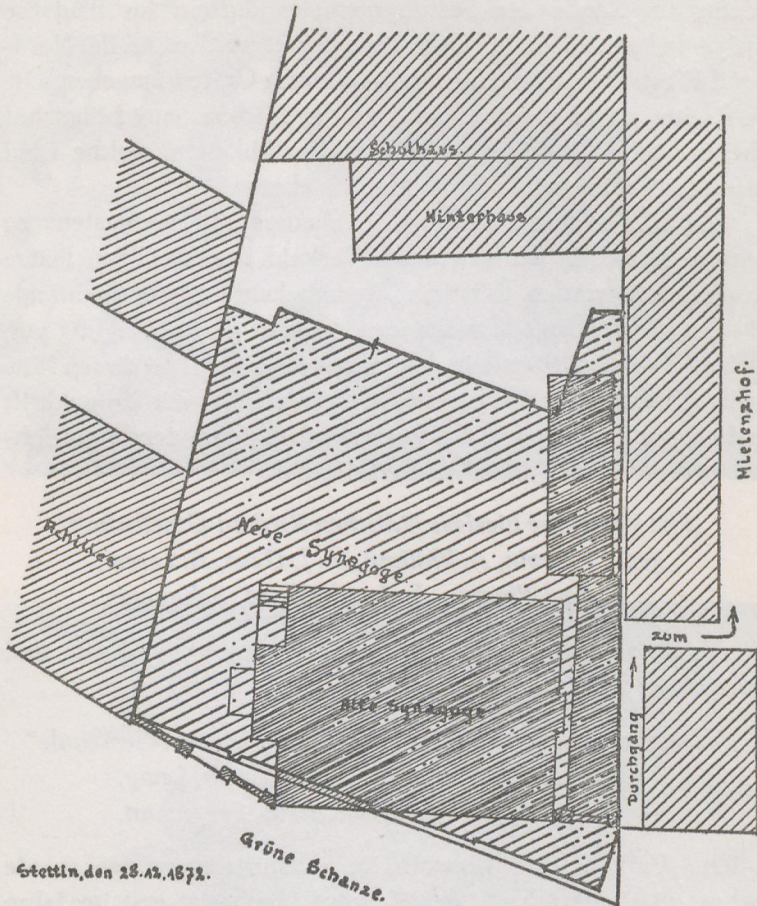 Schulhaus.
Hinterhaus
Mielenzhof.
Achilles.
Neue Synagoge.
zum
Alte Synagoge
Durchgang
Grüne Schanze.
Stettin, den 28.12.1872.